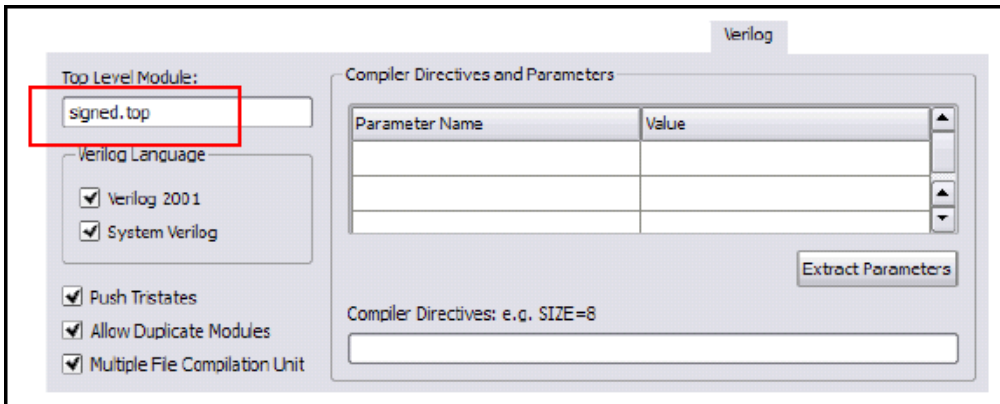 Verilog
Top Level Module:
signed.top
Verilog Language
Verilog 2001
System Verilog
Push Tristates
Allow Duplicate Modules
Multiple File Compilation Unit
Compiler Directives and Parameters
Parameter Name
Value
Extract Parameters
Compiler Directives: e.g. SIZE=8